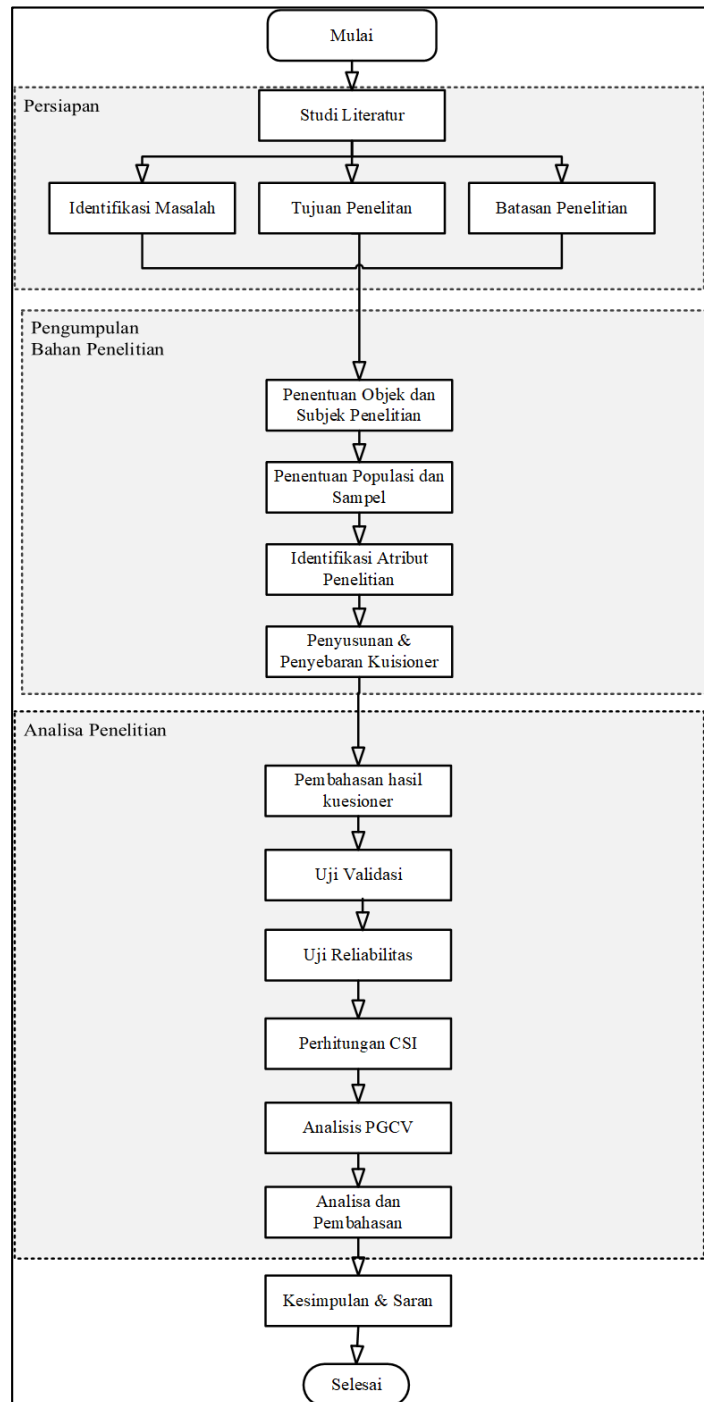 Mulai
Persiapan
Studi Literatur
Identifikasi Masalah
Tujuan Penelitan
Batasan Penelitian
Pengumpulan
Bahan Penelitian
Penentuan Objek dan
Subjek Penelitian
Penentuan Populasi dan
Sampel
Identifikasi Atribut
Penelitian
Penyusunan &
Penyebaran Kuisioner
Analisa Penelitian
Pembahasan hasil
kuesioner
Uji Validasi
Uji Reliabilitas
Perhitungan CSI
Analisis PGCV
Analisa dan
Pembahasan
Kesimpulan & Saran
Selesai